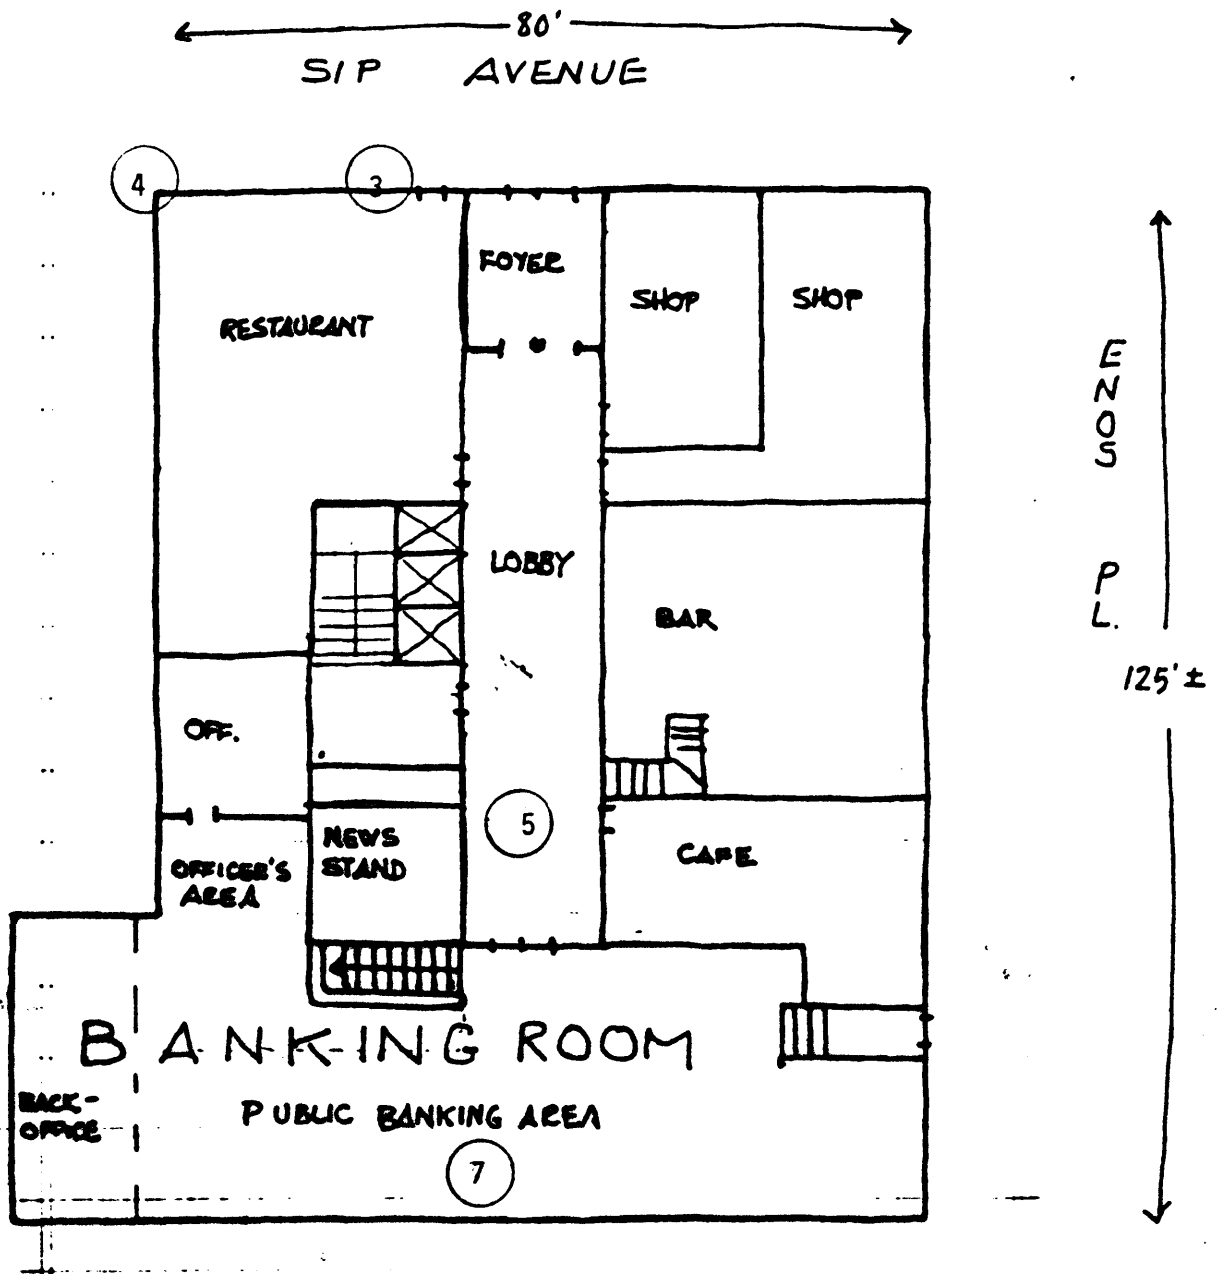 80'
SIP AVENUE
4
3
FOYER
SHOP
SHOP
RESTAURANT
ENOS PL.
LOBBY
BAR
125' ±
OFF.
5
NEWS
STAND
CAFE
OFFICER'S
AREA
BANKING ROOM
BACK-
OFFICE
PUBLIC BANKING AREA
7